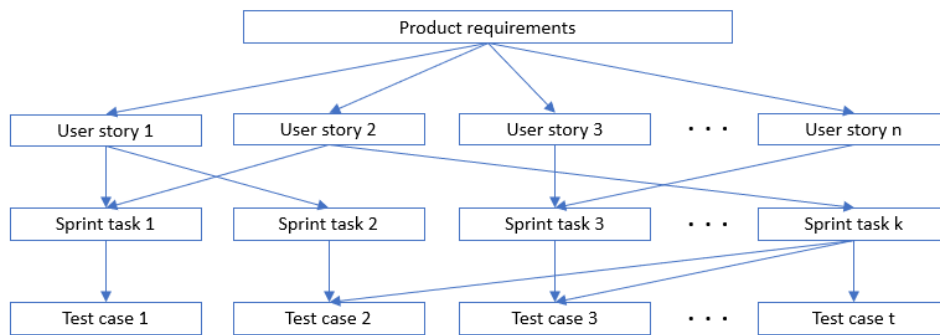 Product requirements
User story 1
User story 2
User story 3
. . .
User story n
Sprint task 1
Sprint task 2
Sprint task 3
. . .
Sprint task k
Test case 1
Test case 2
Test case 3
. . .
Test case t